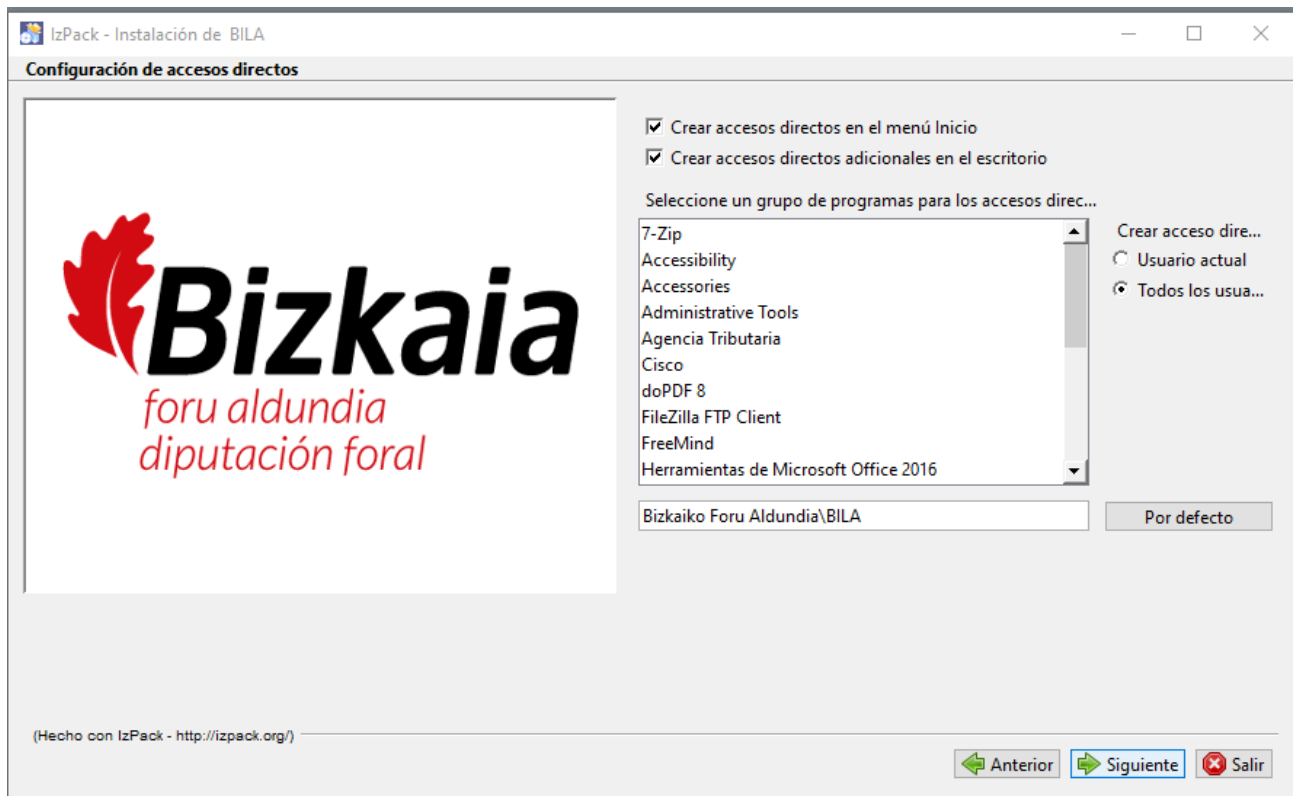 IzPack - Instalación de BILA
Configuración de accesos directos
Bizkaia
foru aldundia
diputación foral
Crear accesos directos en el menú Inicio
Crear accesos directos adicionales en el escritorio
Seleccione un grupo de programas para los accesos direc...
7-Zip
Accessibility
Accessories
Administrative Tools
Agencia Tributaria
Cisco
doPDF 8
FileZilla FTP Client
FreeMind
Herramientas de Microsoft Office 2016
Crear acceso dire...
Usuario actual
Todos los usua...
Bizkaiko Foru Aldundia\BILA
Por defecto
(Hecho con IzPack - http://izpack.org/)
Anterior
Siguiente
Salir